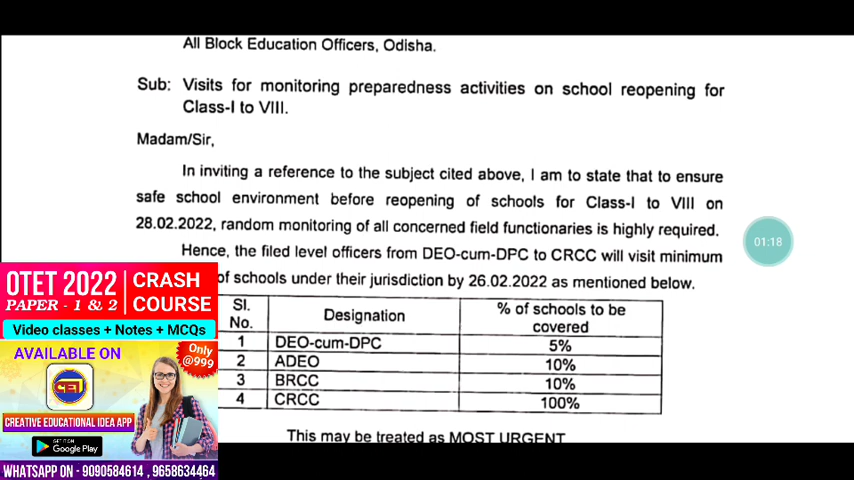 All Block Education Officers, Odisha.
Sub: Visits for monitoring preparedness activities on school reopening for
Class-I to VIII.
Madam/Sir,
In inviting a reference to the subject cited above, I am to state that to ensure
safe school environment before reopening of schools for Class-I to VIII on
28.02.2022, random monitoring of all concerned field functionaries is highly required.
Hence, the filed level officers from DEO-cum-DPC to CRCC will visit minimum
of schools under their jurisdiction by 26.02.2022 as mentioned below.
Sl. No. Designation % of schools to be covered
1 DEO-cum-DPC 5%
2 ADEO 10%
3 BRCC 10%
4 CRCC 100%
This may be treated as MOST URGENT
01:18
OTET 2022 CRASH
PAPER - 1 & 2 COURSE
Video classes + Notes + MCQs
AVAILABLE ON
Only
@999
CEI
CREATIVE EDUCATIONAL IDEA APP
GET IT ON
Google Play
WHATSAPP ON - 9090584614 , 9658634464